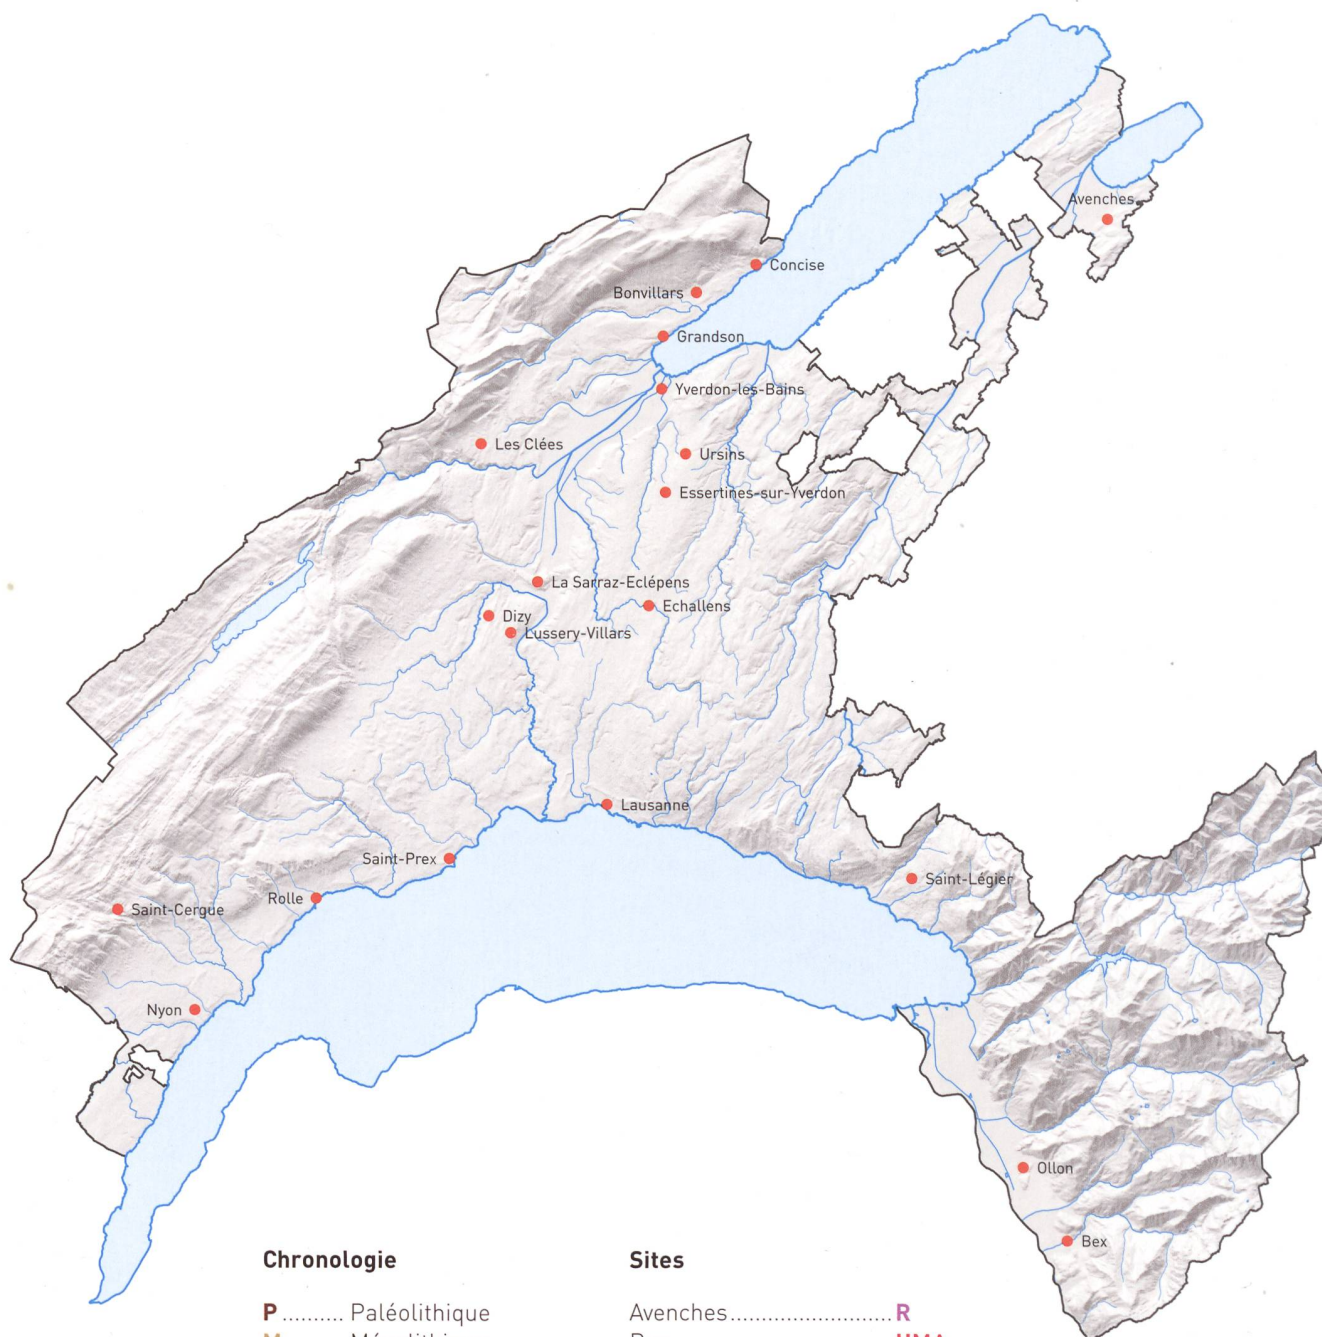 Avenches
Concise
Bonvillars
Grandson
Yverdon-les-Bains
Les Clées
Ursins
Essertines-sur-Yverdon
La Sarraz-Eclépens
Echallens
Dizy
Lussery-Villars
Lausanne
Saint-Prex
Saint-Légier
Rolle
Saint-Cergue
Nyon
Ollon
Bex
Chronologie
Sites
P.......... Paléolithique
Avenches.......................... R